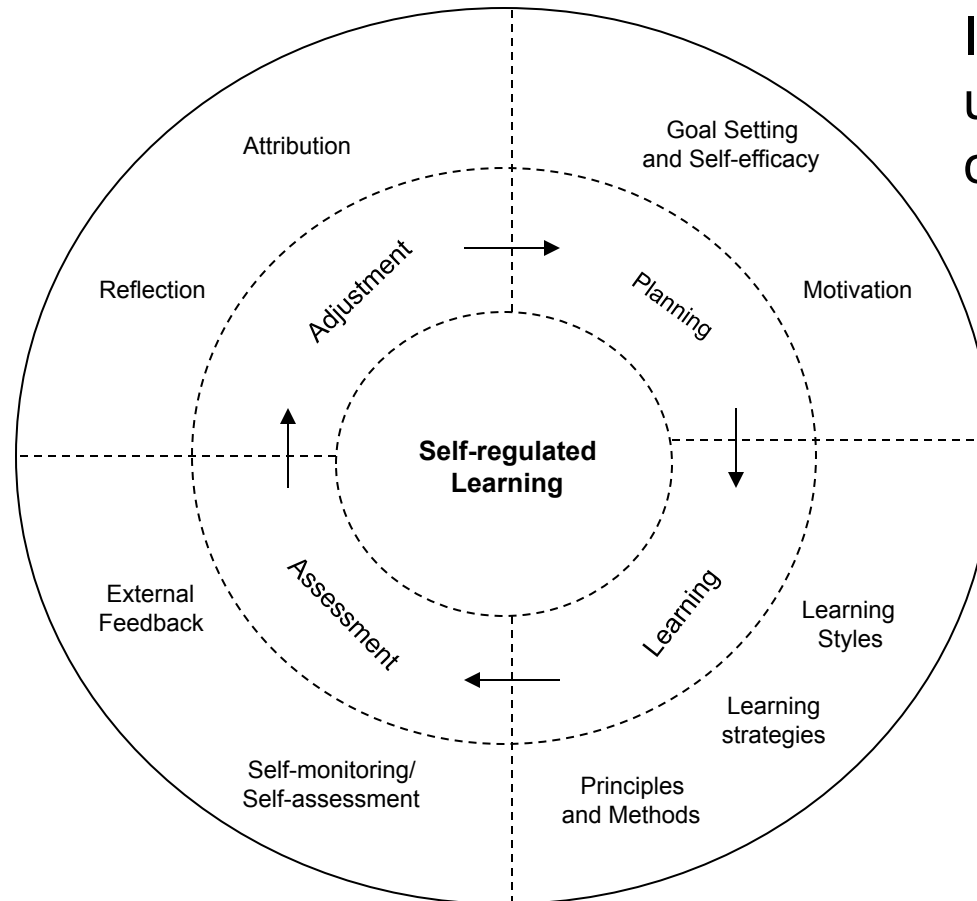 Attribution
Goal Setting
and Self-efficacy
Reflection
Adjustment
Planning
Motivation
Self-regulated
Learning
External
Feedback
Assessment
Learning
Learning
Styles
Learning
strategies
Self-monitoring/
Self-assessment
Principles
and Methods